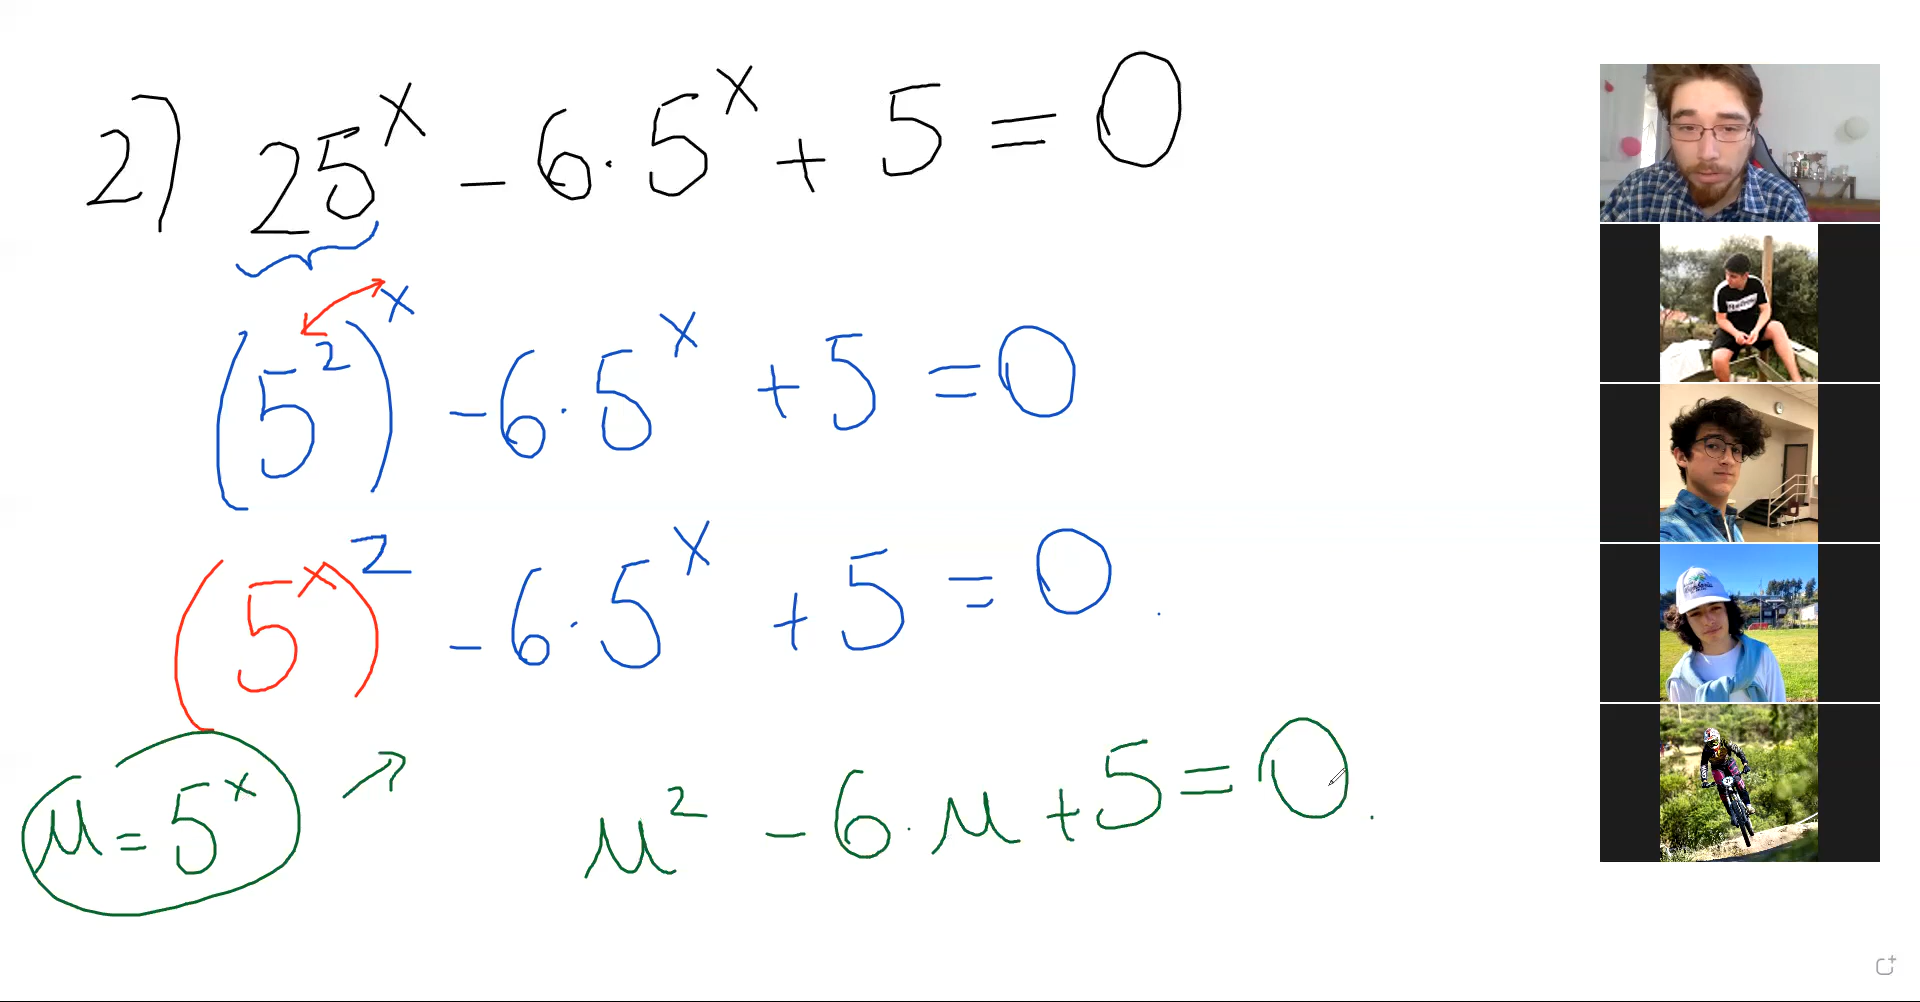 2) 25^x - 6·5^x + 5 = 0
(5^2)^x - 6·5^x + 5 = 0
(5^x)^2 - 6·5^x + 5 = 0.
μ = 5^x ↗ μ^2 - 6·μ + 5 = 0.